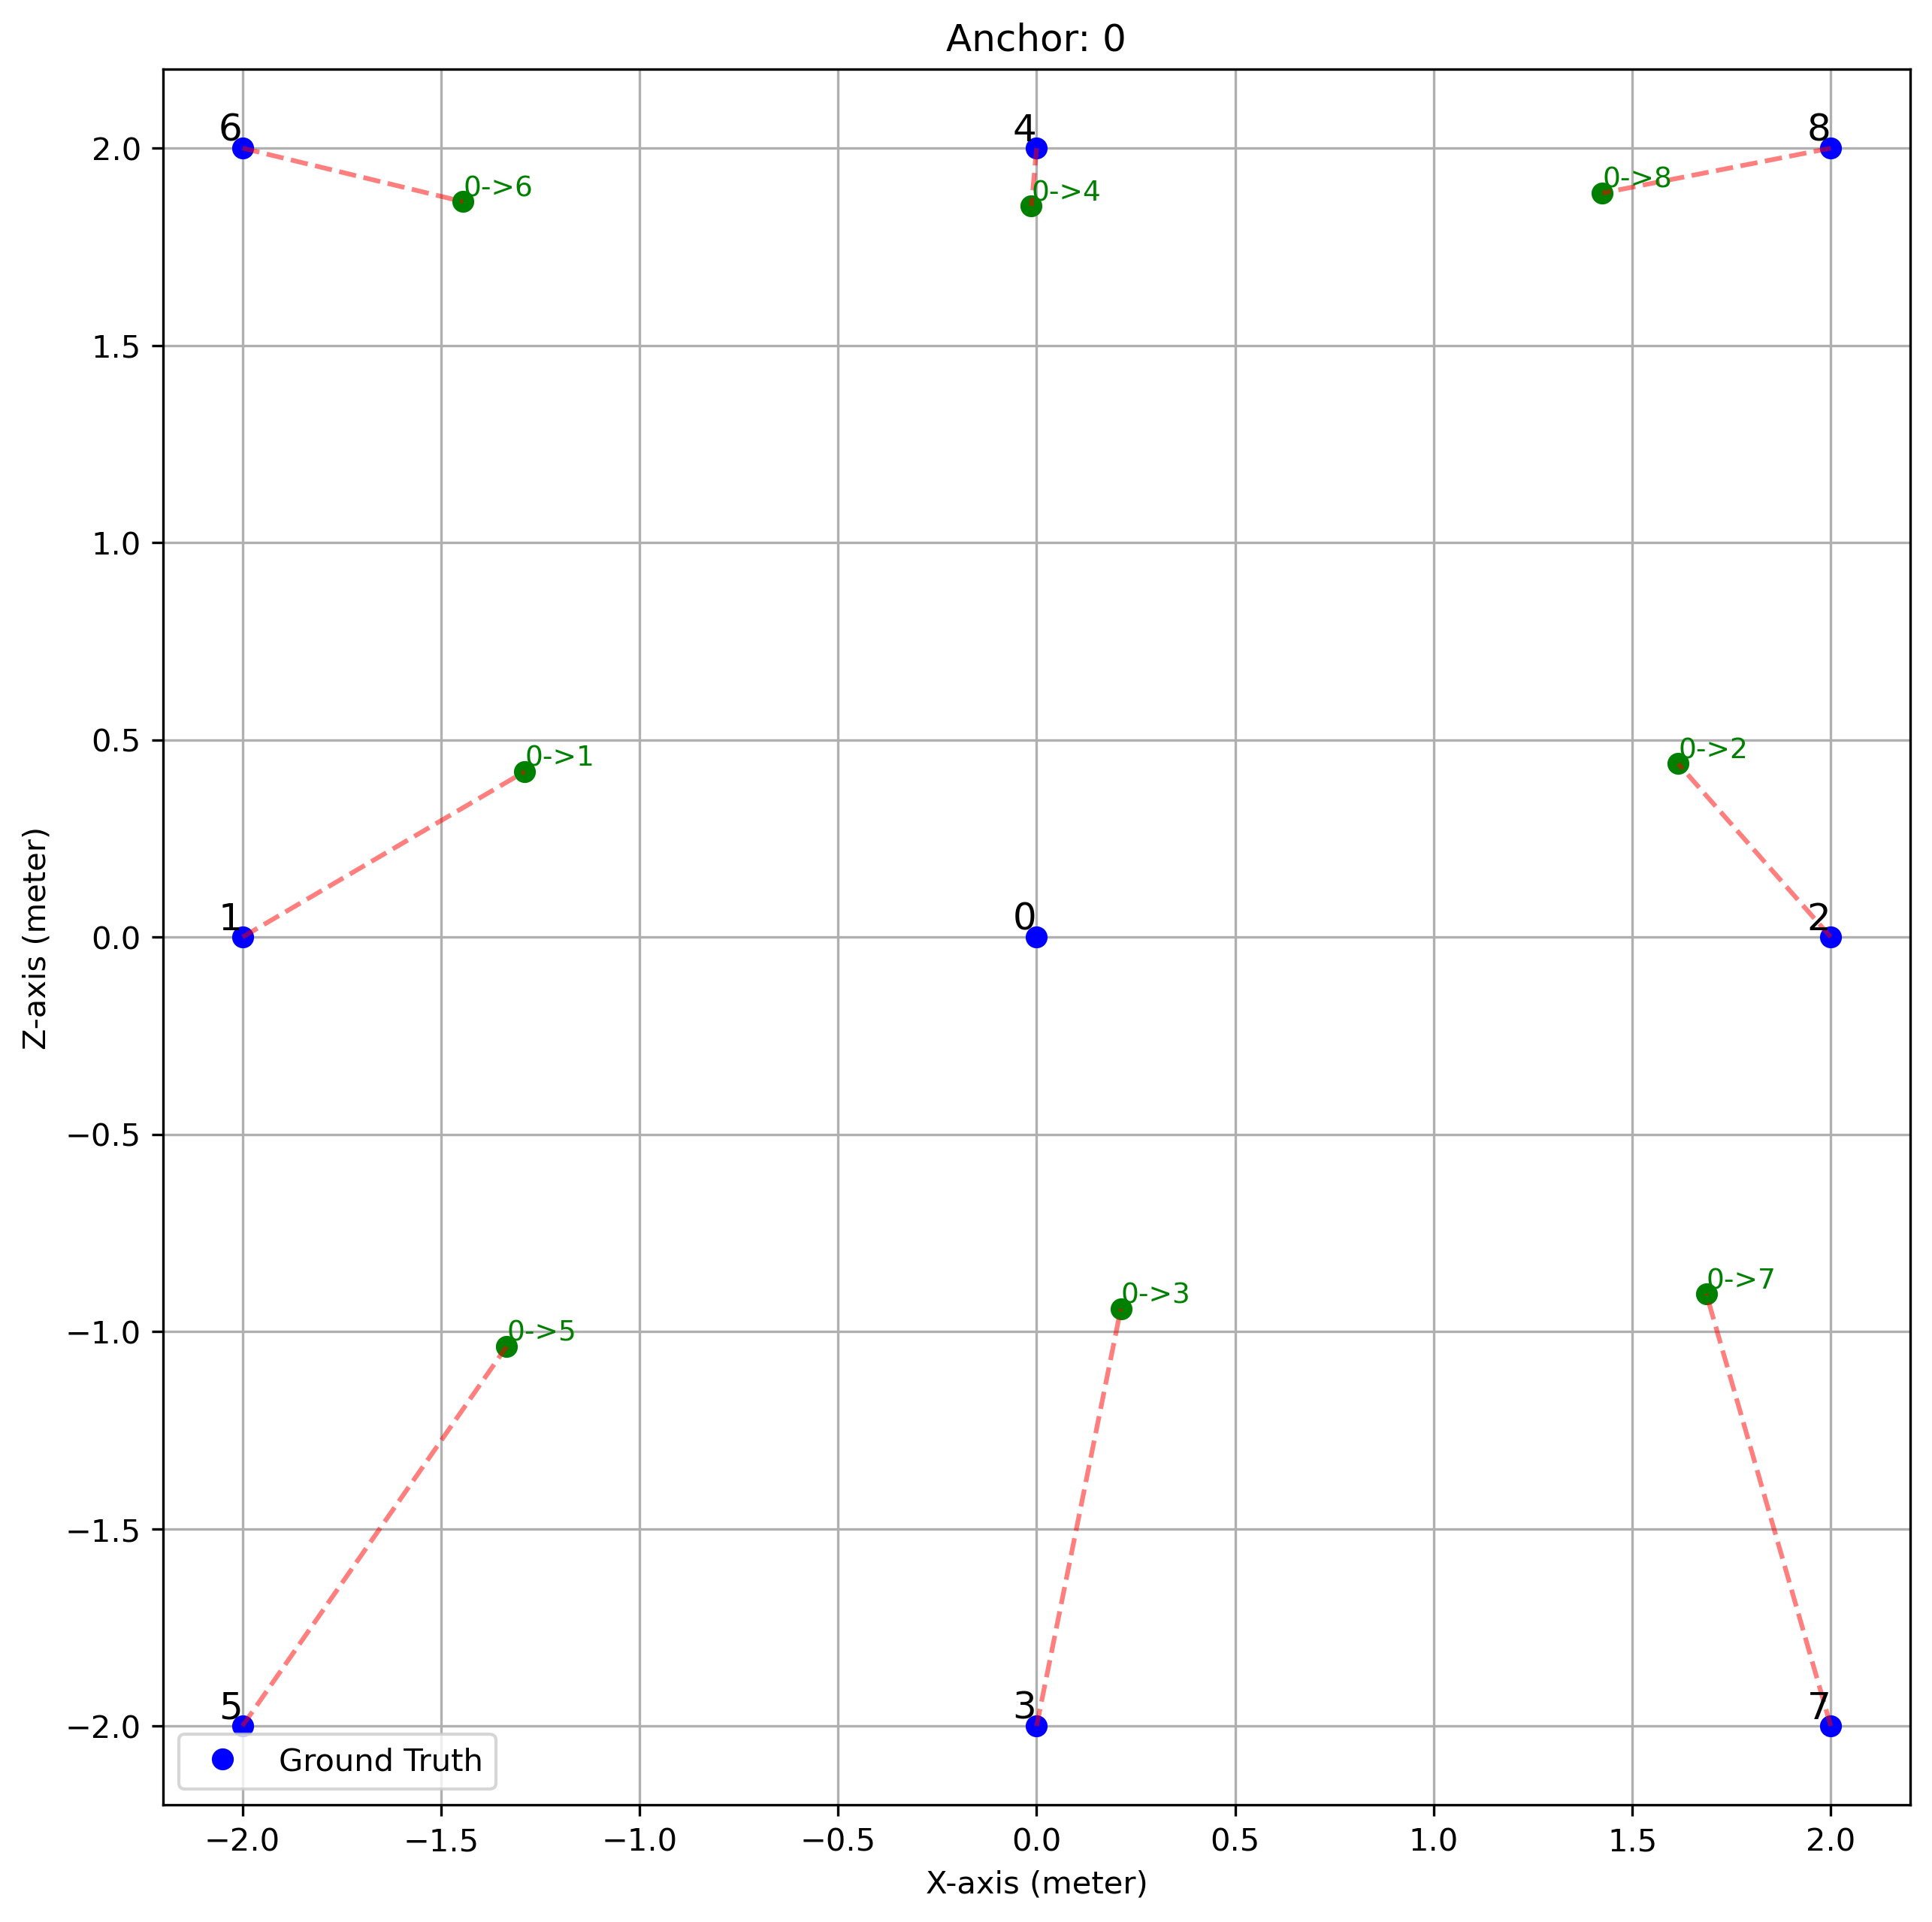 Anchor: 0
6 4 8
2.0
0->6 0->4 0->8
1.5
1.0
0.5
0->1 0->2
Z-axis (meter)
1 0 2
0.0
−0.5
0->3 0->7
−1.0
0->5
−1.5
5 3 7
−2.0
Ground Truth
−2.0 −1.5 −1.0 −0.5 0.0 0.5 1.0 1.5 2.0
X-axis (meter)